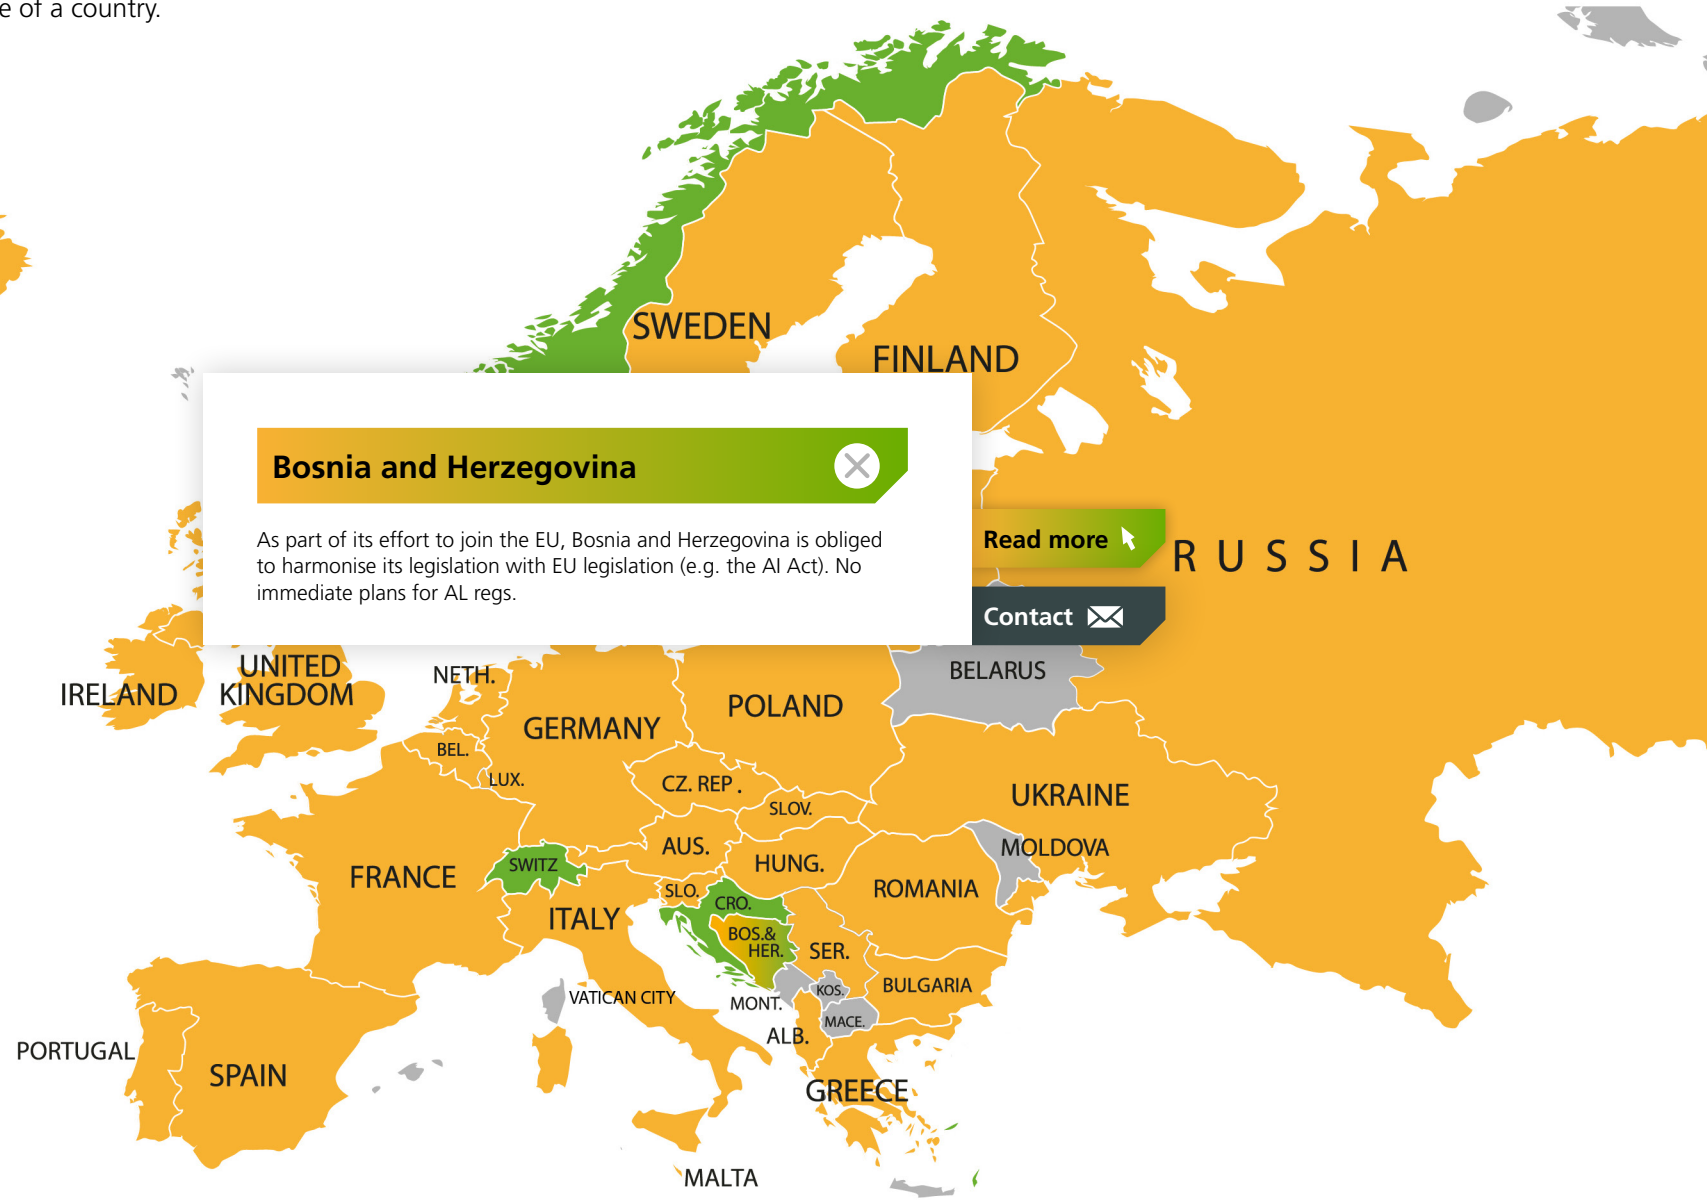 e of a country.
SWEDEN
FINLAND
Bosnia and Herzegovina
As part of its effort to join the EU, Bosnia and Herzegovina is obliged
to harmonise its legislation with EU legislation (e.g. the AI Act). No
immediate plans for AL regs.
Read more
RUSSIA
Contact
UNITED
KINGDOM
IRELAND
NETH.
BELARUS
POLAND
GERMANY
BEL.
LUX.
CZ. REP.
SLOV.
UKRAINE
AUS.
HUNG.
MOLDOVA
FRANCE
SWITZ
ROMANIA
SLO.
CRO.
ITALY
BOS.&
HER.
SER.
BULGARIA
KOS.
VATICAN CITY
MONT.
MACE.
ALB.
PORTUGAL
SPAIN
GREECE
MALTA